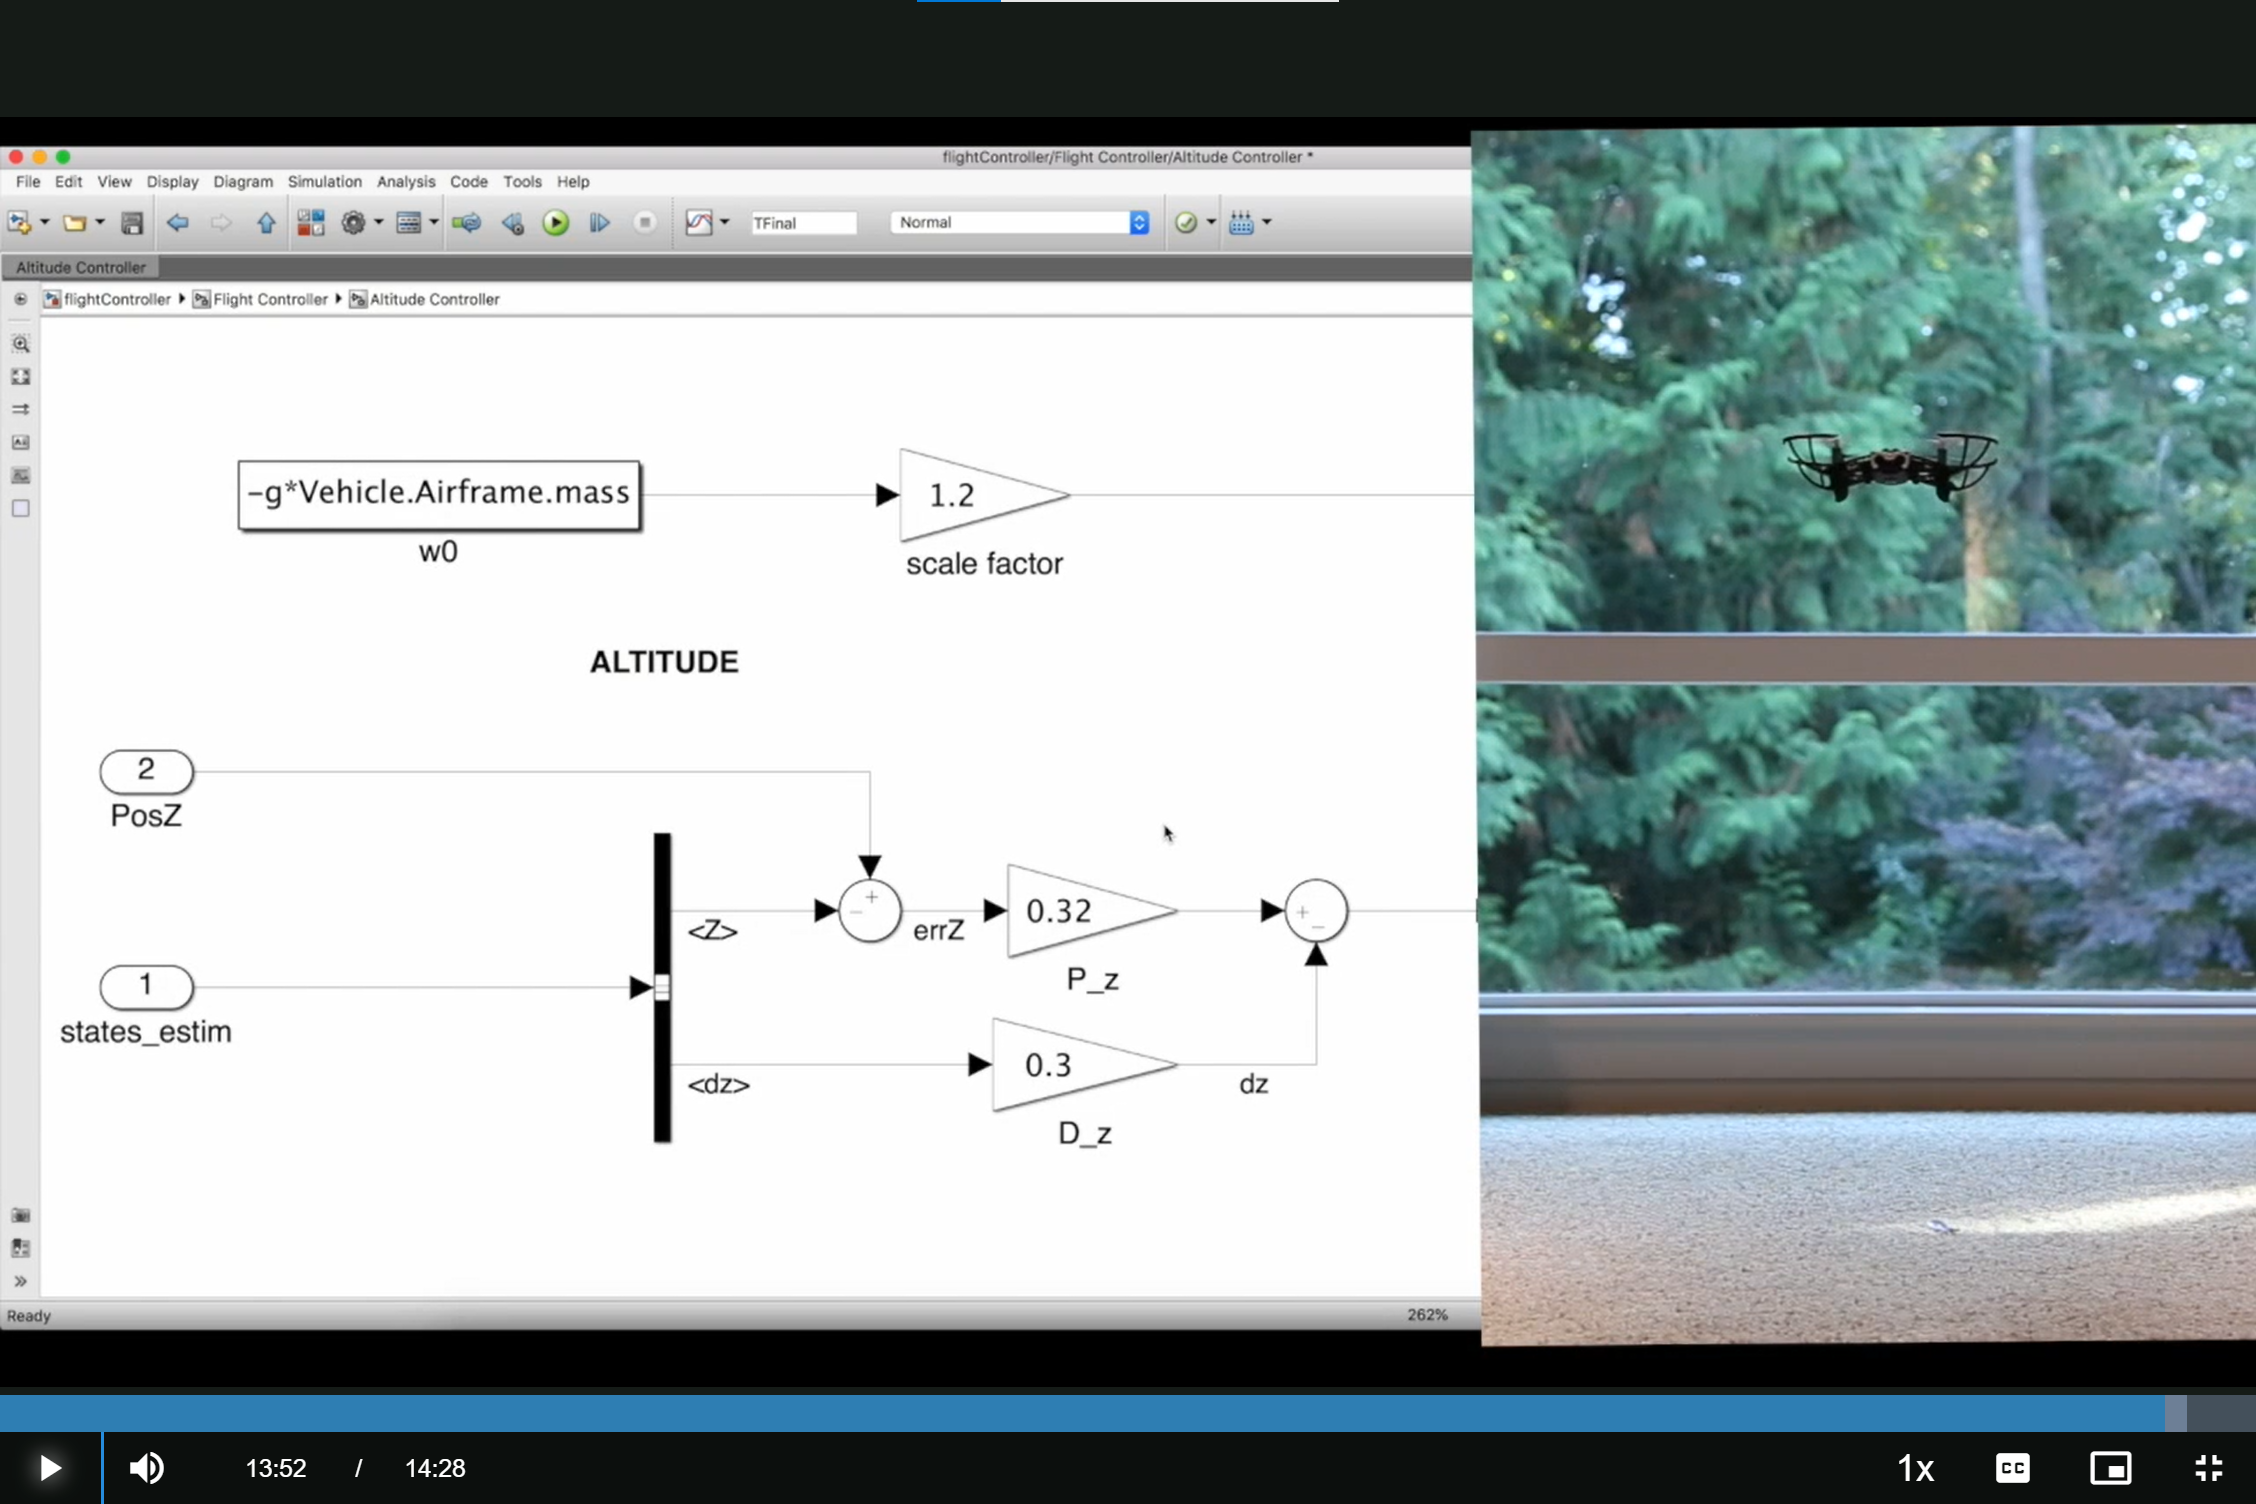 flightController/Flight Controller/Altitude Controller *
File Edit View Display Diagram Simulation Analysis Code Tools Help
TFinal Normal
Altitude Controller
flightController Flight Controller Altitude Controller
-g*Vehicle.Airframe.mass
w0
1.2
scale factor
ALTITUDE
2
PosZ
+
−
<Z>
errZ
0.32
P_z
+
−
1
states_estim
<dz>
0.3
D_z
dz
Ready 262%
13:52 / 14:28 1x CC